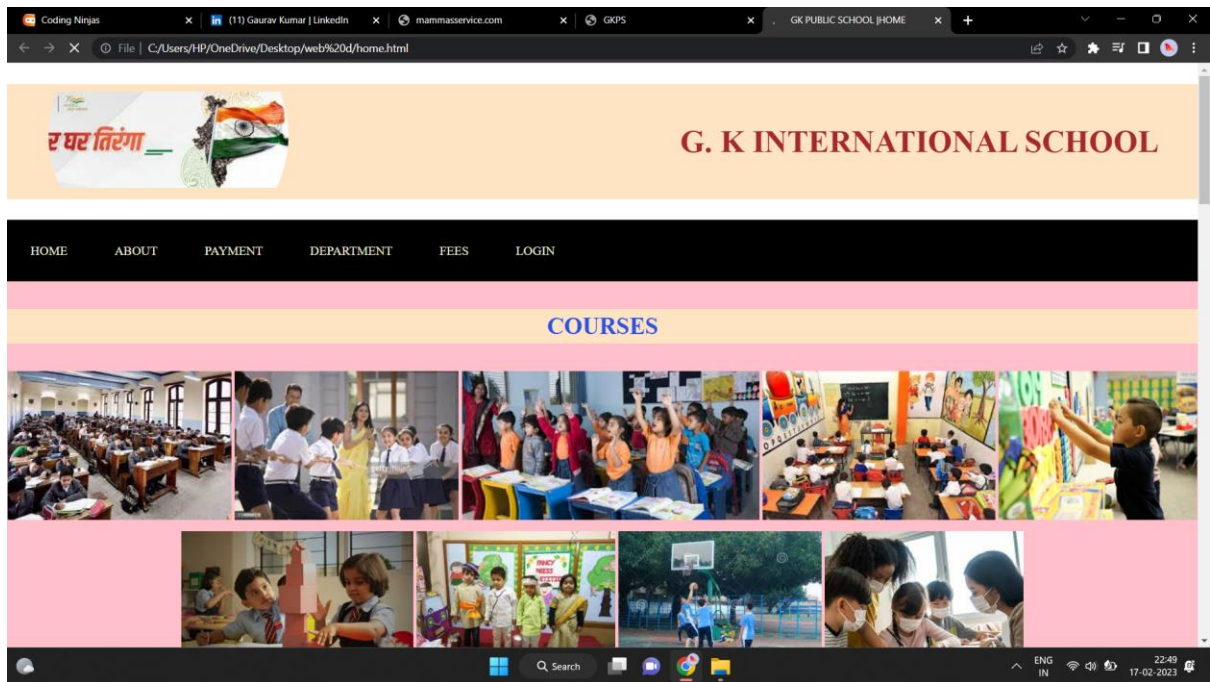 Coding Ninjas
(11) Gaurav Kumar | LinkedIn
mammasservice.com
GKPS
GK PUBLIC SCHOOL |HOME
File | C:/Users/HP/OneDrive/Desktop/web%20d/home.html
र घर तिरंगा
G. K INTERNATIONAL SCHOOL
HOME ABOUT PAYMENT DEPARTMENT FEES LOGIN
COURSES
FANCY
DRESS
Search
ENG
IN
22:49
17-02-2023